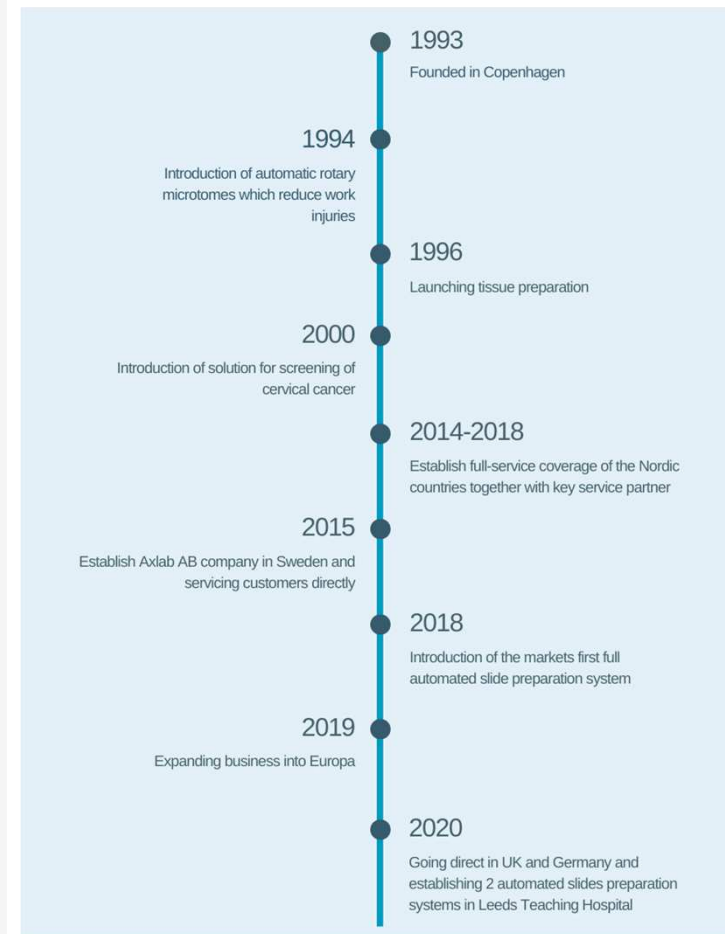 1993
Founded in Copenhagen
1994
Introduction of automatic rotary
microtomes which reduce work
injuries
1996
Launching tissue preparation
2000
Introduction of solution for screening of
cervical cancer
2014-2018
Establish full-service coverage of the Nordic
countries together with key service partner
2015
Establish Axlab AB company in Sweden and
servicing customers directly
2018
Introduction of the markets first full
automated slide preparation system
2019
Expanding business into Europa
2020
Going direct in UK and Germany and
establishing 2 automated slides preparation
systems in Leeds Teaching Hospital